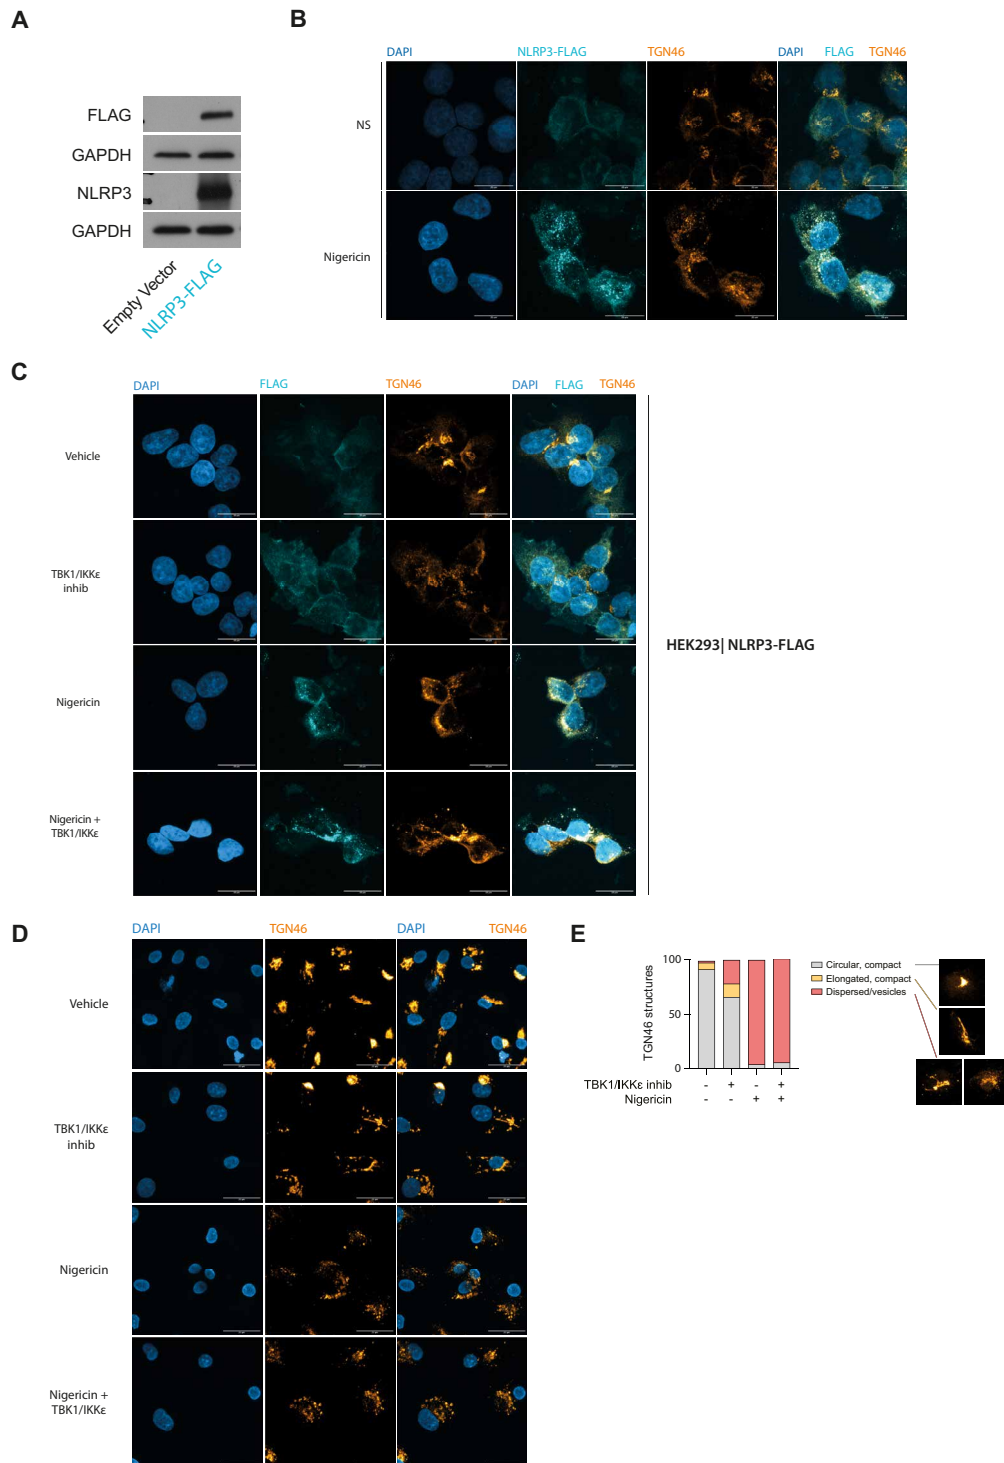 A
FLAG
GAPDH
NLRP3
GAPDH
Empty Vector
NLRP3-FLAG
B
DAPI NLRP3-FLAG TGN46 DAPI FLAG TGN46
NS
Nigericin
C
DAPI FLAG TGN46 DAPI FLAG TGN46
Vehicle
TBK1/IKKε
inhib
Nigericin
Nigericin +
TBK1/IKKε
HEK293| NLRP3-FLAG
D
DAPI TGN46 DAPI TGN46
Vehicle
TBK1/IKKε
inhib
Nigericin
Nigericin +
TBK1/IKKε
E
TGN46 structures
100
50
0
Circular, compact
Elongated, compact
Dispersed/vesicles
TBK1/IKKε inhib - + - +
Nigericin - - + +